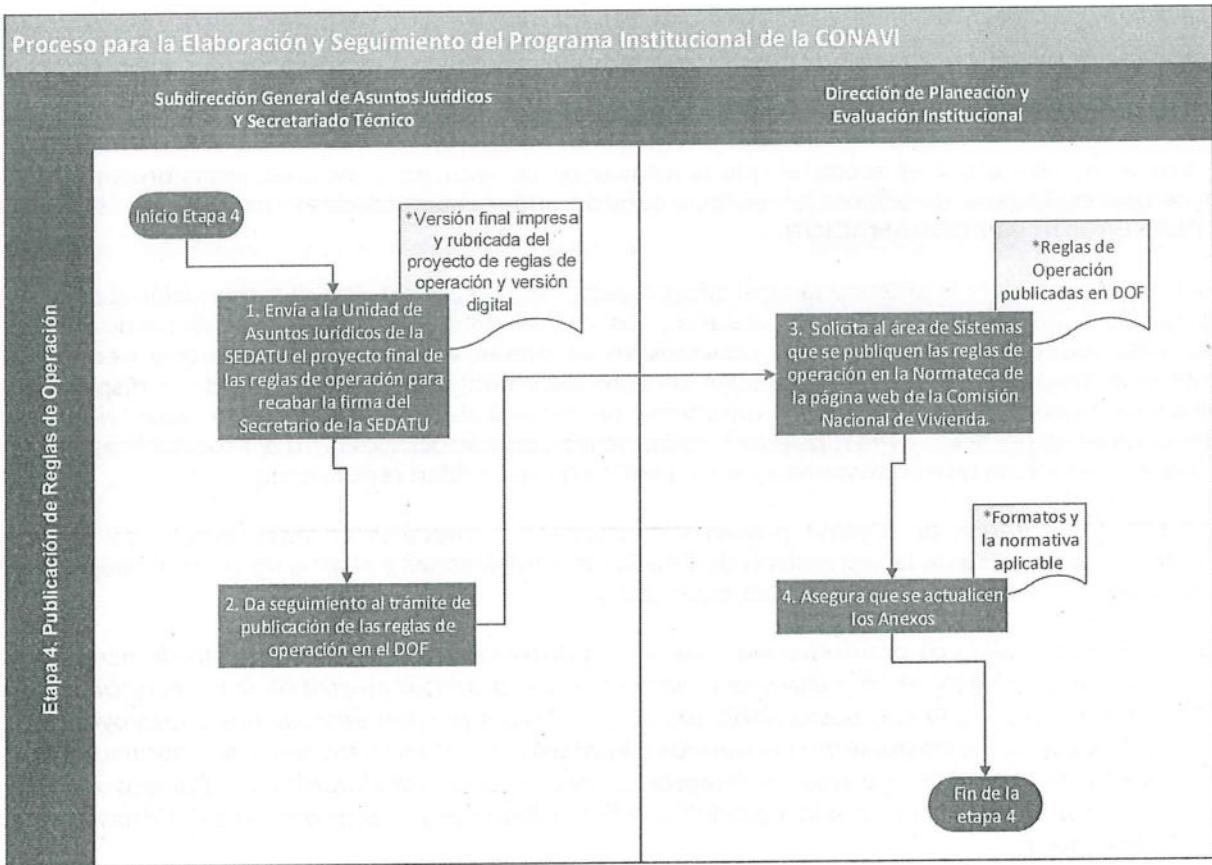 Proceso para la Elaboración y Seguimiento del Programa Institucional de la CONAVI
Subdirección General de Asuntos Jurídicos
Y Secretariado Técnico
Dirección de Planeación y
Evaluación Institucional
Etapa 4. Publicación de Reglas de Operación
Inicio Etapa 4
*Versión final impresa
y rubricada del
proyecto de reglas de
operación y versión
digital
1. Envía a la Unidad de
Asuntos Jurídicos de la
SEDATU el proyecto final de
las reglas de operación para
recabar la firma del
Secretario de la SEDATU
2. Da seguimiento al trámite de
publicación de las reglas de
operación en el DOF
*Reglas de
Operación
publicadas en DOF
3. Solicita al área de Sistemas
que se publiquen las reglas de
operación en la Normateca de
la página web de la Comisión
Nacional de Vivienda.
*Formatos y
la normativa
aplicable
4. Asegura que se actualicen
los Anexos
Fin de la
etapa 4